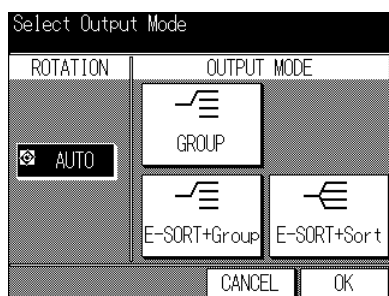 Select Output Mode
ROTATION OUTPUT MODE
GROUP
AUTO
E-SORT+Group E-SORT+Sort
CANCEL OK